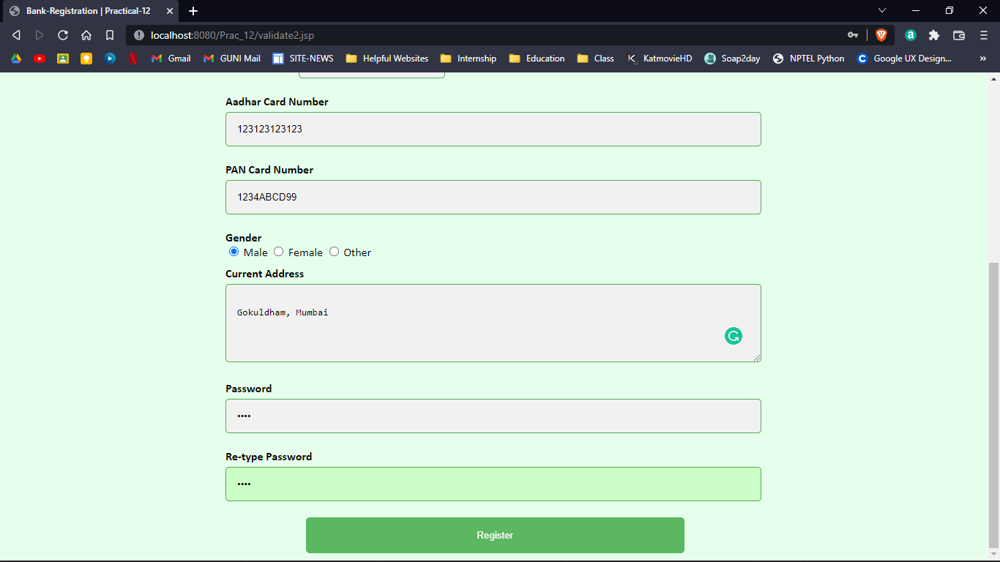 Bank-Registration | Practical-12
localhost:8080/Prac_12/validate2.jsp
Gmail GUNI Mail SITE-NEWS Helpful Websites Internship Education Class KatmovieHD Soap2day NPTEL Python Google UX Design... »
Aadhar Card Number
123123123123
PAN Card Number
1234ABCD99
Gender
Male Female Other
Current Address
Gokuldham, Mumbai
Password
••••
Re-type Password
••••
Register